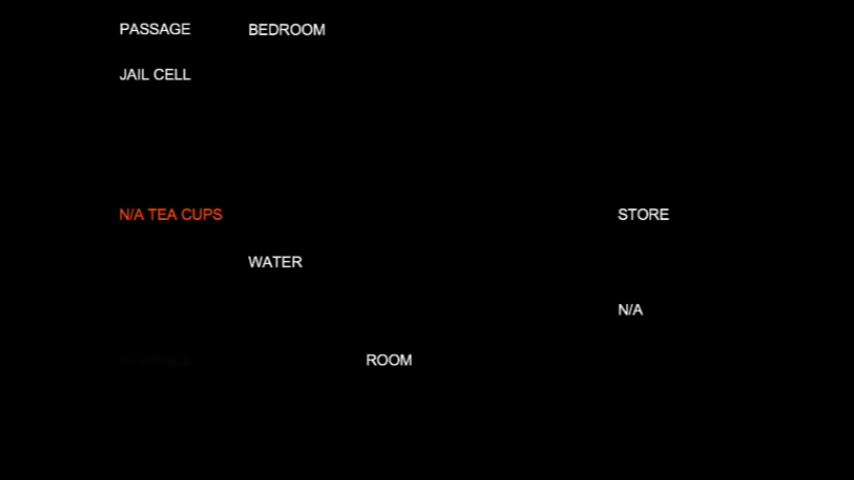 PASSAGE BEDROOM
JAIL CELL
N/A TEA CUPS STORE
WATER
N/A
ROOM